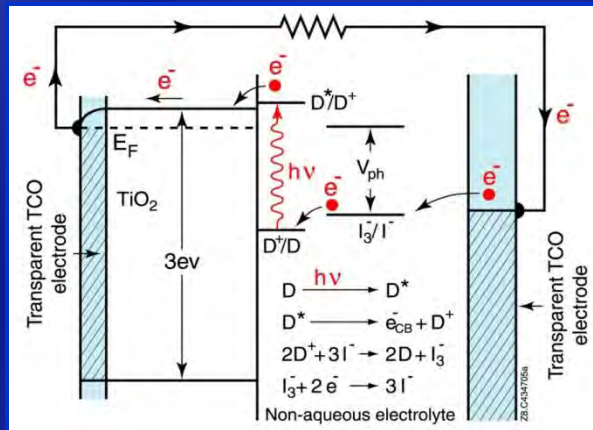 e⁻
e⁻
e⁻
D*/D⁺
e⁻
E_F
hν
V_ph
e⁻
e⁻
TiO₂
I₃⁻/I⁻
D⁺/D
3ev
Transparent TCO
electrode
D hν → D*
D* → e⁻_CB + D⁺
2D⁺+3I⁻ → 2D+I₃⁻
I₃⁻+2e⁻ → 3I⁻
Non-aqueous electrolyte
Transparent TCO
electrode
Z8.C434705a